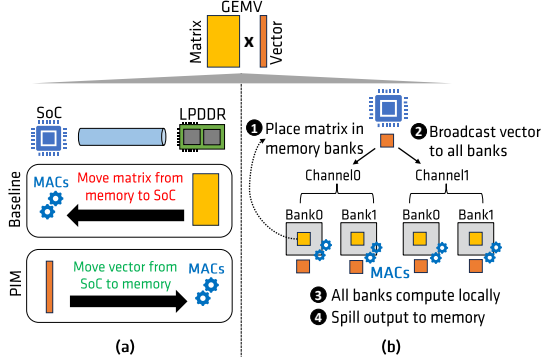 GEMV
Matrix
x
Vector
SoC
LPDDR
Baseline
MACs
Move matrix from
memory to SoC
PIM
Move vector from
SoC to memory
MACs
(a)
1 Place matrix in
memory banks
2 Broadcast vector
to all banks
Channel0
Channel1
Bank0
Bank1
Bank0
Bank1
MACs
3 All banks compute locally
4 Spill output to memory
(b)